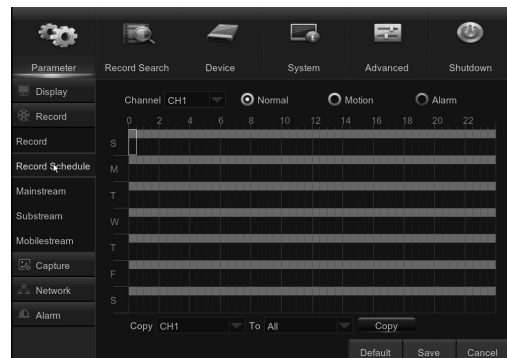 Parameter Record Search Device System Advanced Shutdown
Display
Record
Record
Record Schedule
Mainstream
Substream
Mobilestream
Capture
Network
Alarm
Channel CH1 Normal Motion Alarm
0 2 4 6 8 10 12 14 16 18 20 22
S
M
T
W
T
F
S
Copy CH1 To All Copy
Default Save Cancel